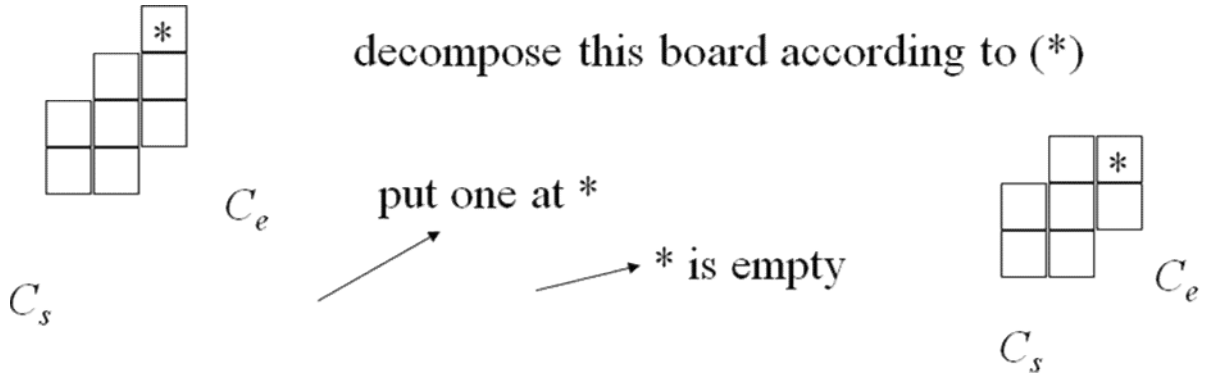 *
decompose this board according to (*)
*
put one at *
C_e
* is empty
C_e
C_s
C_s